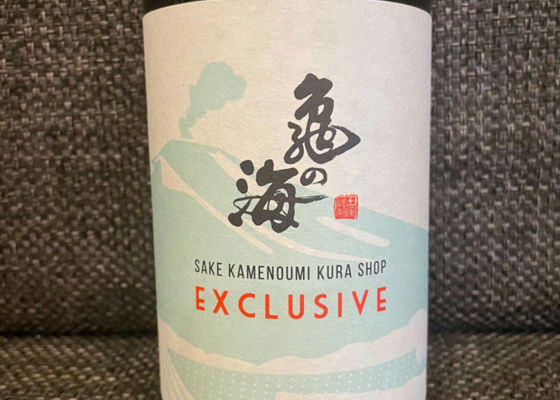 亀の海
SAKE KAMENOUMI KURA SHOP
EXCLUSIVE